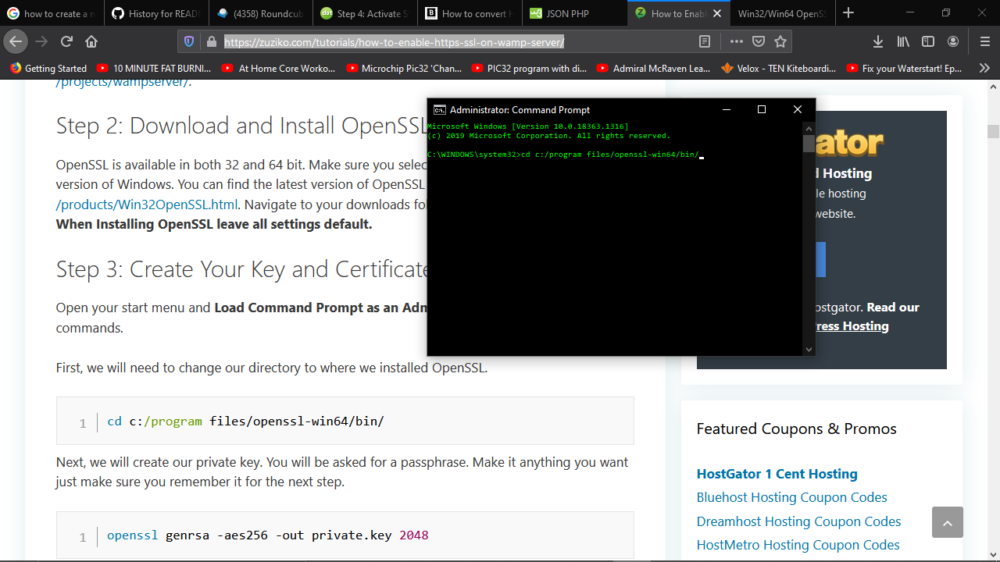 how to create a n
History for READ
(4358) Roundcub
Step 4: Activate S
B How to convert H
JSON PHP
How to Enabl
Win32/Win64 OpenSS
https://zuziko.com/tutorials/how-to-enable-https-ssl-on-wamp-server/
Getting Started
10 MINUTE FAT BURNI...
At Home Core Worko...
Microchip Pic32 'Chan...
PIC32 program with di...
Admiral McRaven Lea...
Velox - TEN Kiteboardi...
Fix your Waterstart! Ep...
/projects/wampserver/.
Step 2: Download and Install OpenSSL
OpenSSL is available in both 32 and 64 bit. Make sure you selec
version of Windows. You can find the latest version of OpenSSL
/products/Win32OpenSSL.html. Navigate to your downloads fol
When Installing OpenSSL leave all settings default.
Step 3: Create Your Key and Certificate
Open your start menu and Load Command Prompt as an Adm
commands.
First, we will need to change our directory to where we installed OpenSSL.
1 cd c:/program files/openssl-win64/bin/
Next, we will create our private key. You will be asked for a passphrase. Make it anything you want
just make sure you remember it for the next step.
1 openssl genrsa -aes256 -out private.key 2048
Administrator: Command Prompt
Microsoft Windows [Version 10.0.18363.1316]
(c) 2019 Microsoft Corporation. All rights reserved.
C:\WINDOWS\system32>cd c:/program files/openssl-win64/bin/
gator
d Hosting
le hosting
website.
ostgator. Read our
Press Hosting
Featured Coupons & Promos
HostGator 1 Cent Hosting
Bluehost Hosting Coupon Codes
Dreamhost Hosting Coupon Codes
HostMetro Hosting Coupon Codes